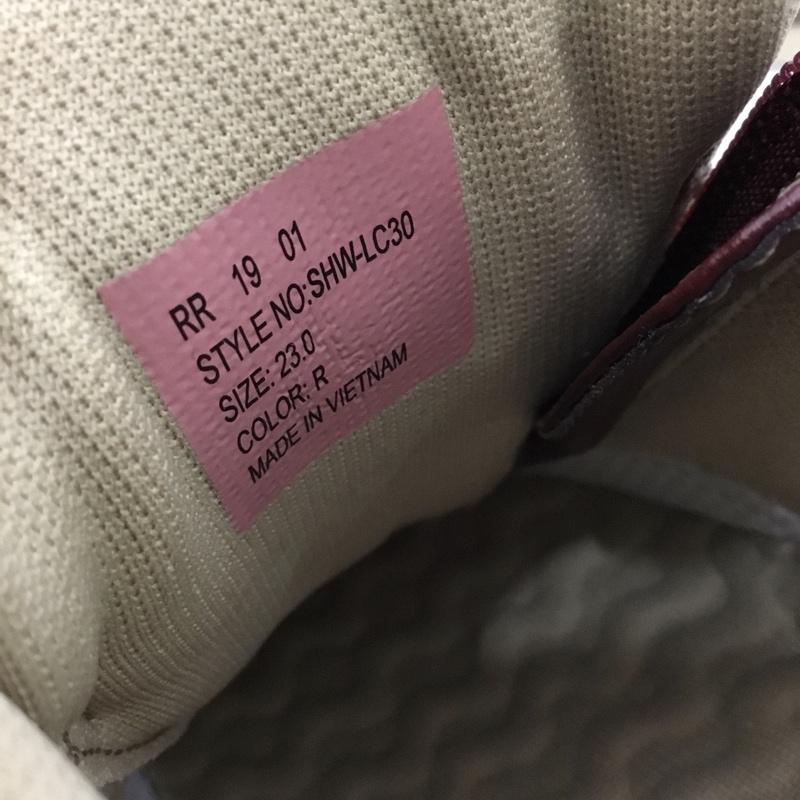 RR 19 01
STYLE NO:SHW-LC30
SIZE: 23.0
COLOR: R
MADE IN VIETNAM